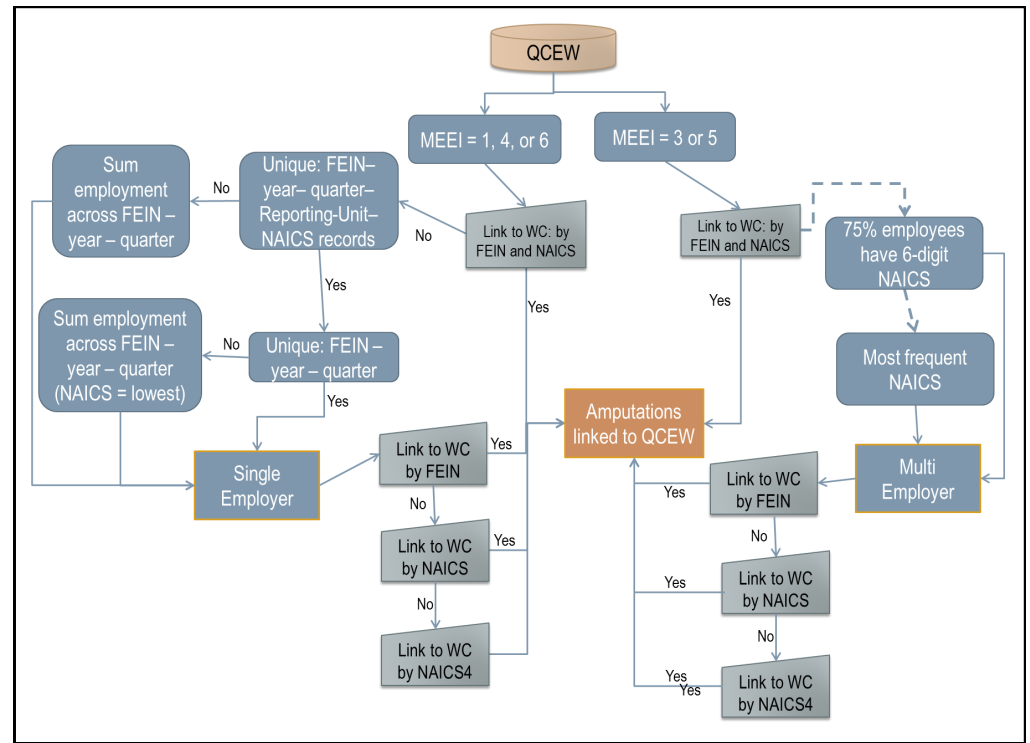 QCEW
MEEI = 1, 4, or 6
MEEI = 3 or 5
Sum
employment
across FEIN –
year – quarter
No
Unique: FEIN–
year– quarter–
Reporting-Unit–
NAICS records
No
Link to WC: by
FEIN and NAICS
Link to WC: by
FEIN and NAICS
75% employees
have 6-digit
NAICS
Yes
Yes
Yes
Sum employment
across FEIN –
year – quarter
(NAICS = lowest)
No
Unique: FEIN –
year – quarter
Most frequent
NAICS
Yes
Amputations
linked to QCEW
Single
Employer
Link to WC
by FEIN
Yes
Link to WC
by FEIN
Yes
Multi
Employer
No
No
Link to WC
by NAICS
Yes
Link to WC
by NAICS
Yes
No
No
Link to WC
by NAICS4
Yes
Yes
Link to WC
by NAICS4